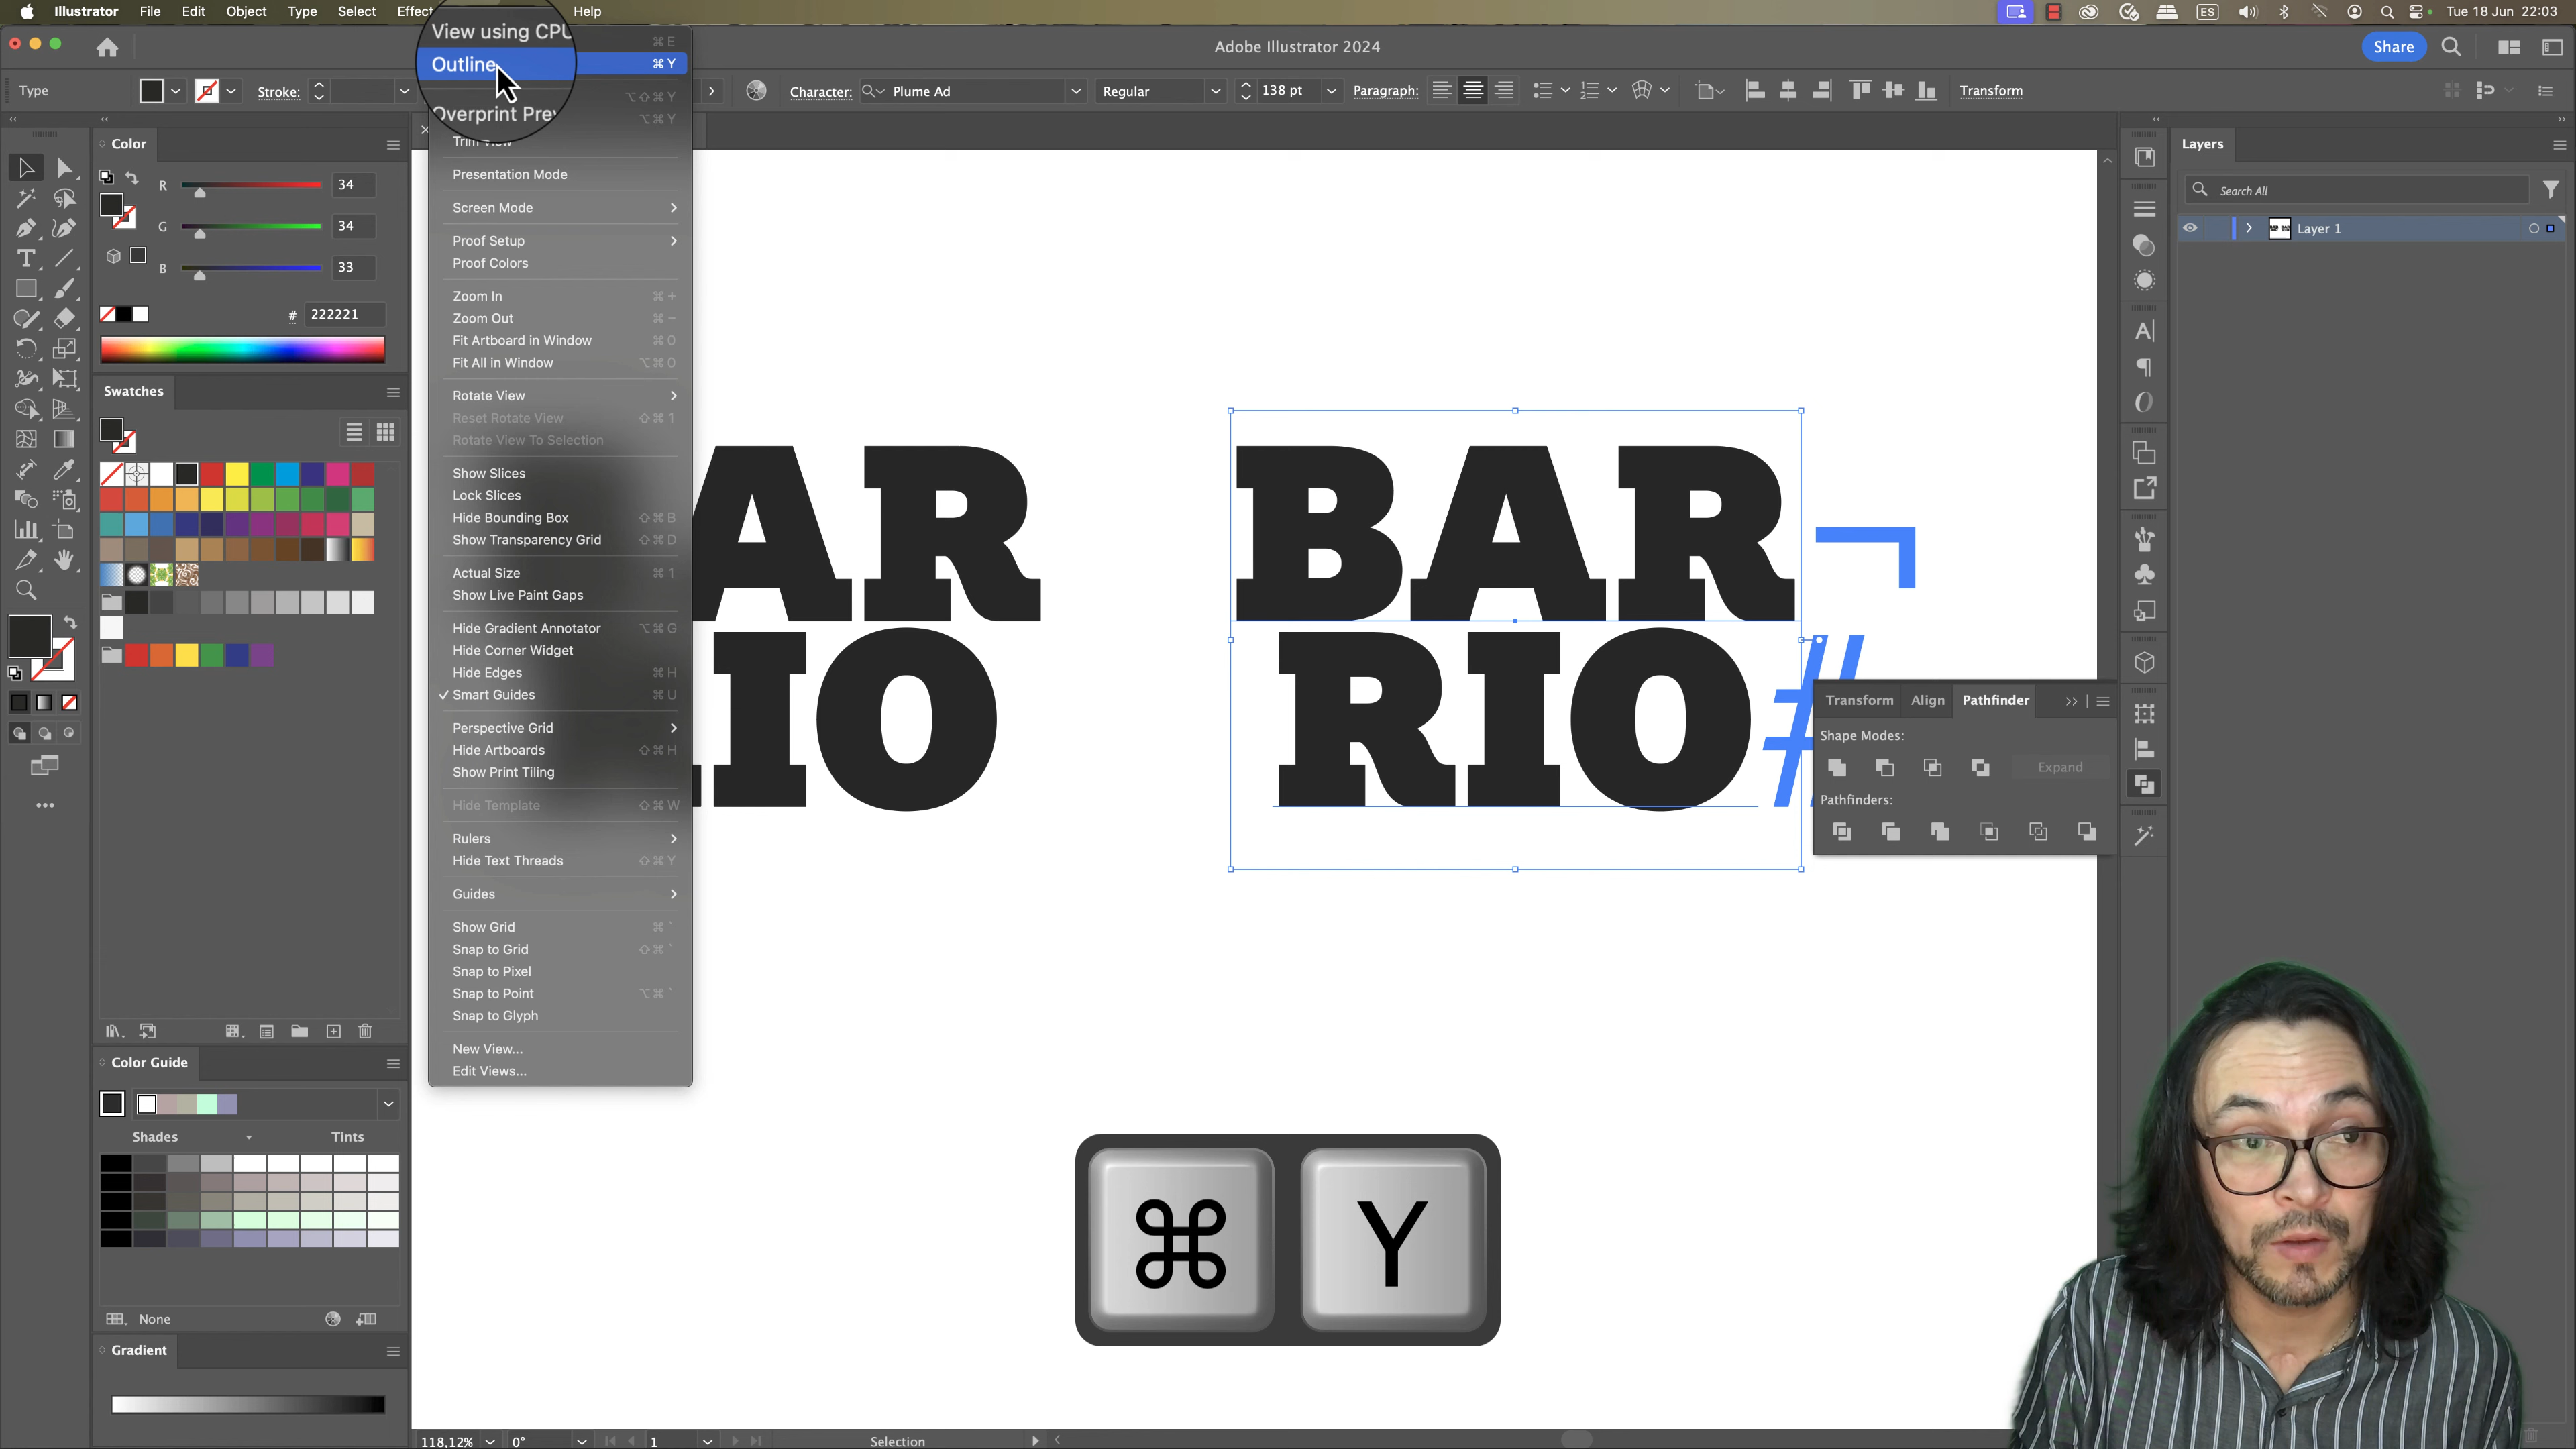 Illustrator File Edit Object Type Select Effect Help
ES Tue 18 Jun 22:03
Adobe Illustrator 2024
Share
Type
Stroke:
Character: Plume Ad Regular 138 pt Paragraph: Transform
View using CPU ⌘ E
Outline ⌘ Y
⌥⇧⌘ Y
Overprint Prev ⌥⌘ Y
Trim View
Presentation Mode
Screen Mode
Proof Setup
Proof Colors
Zoom In ⌘ +
Zoom Out ⌘ −
Fit Artboard in Window ⌘ 0
Fit All in Window ⌥⌘ 0
Rotate View
Reset Rotate View ⇧⌘ 1
Rotate View To Selection
Show Slices
Lock Slices
Hide Bounding Box ⇧⌘ B
Show Transparency Grid ⇧⌘ D
Actual Size ⌘ 1
Show Live Paint Gaps
Hide Gradient Annotator ⌥⌘ G
Hide Corner Widget
Hide Edges ⌘ H
✓ Smart Guides ⌘ U
Perspective Grid
Hide Artboards ⇧⌘ H
Show Print Tiling
Hide Template ⇧⌘ W
Rulers
Hide Text Threads ⇧⌘ Y
Guides
Show Grid ⌘ `
Snap to Grid ⇧⌘ `
Snap to Pixel
Snap to Point ⌥⌘ `
Snap to Glyph
New View...
Edit Views...
Color
R 34
G 34
B 33
# 222221
Swatches
Color Guide
Shades Tints
None
Gradient
AR
IO
BAR¬
RIO#
Transform Align Pathfinder
Shape Modes:
Expand
Pathfinders:
Layers
Search All
Layer 1
⌘ Y
118,12% 0° 1 Selection